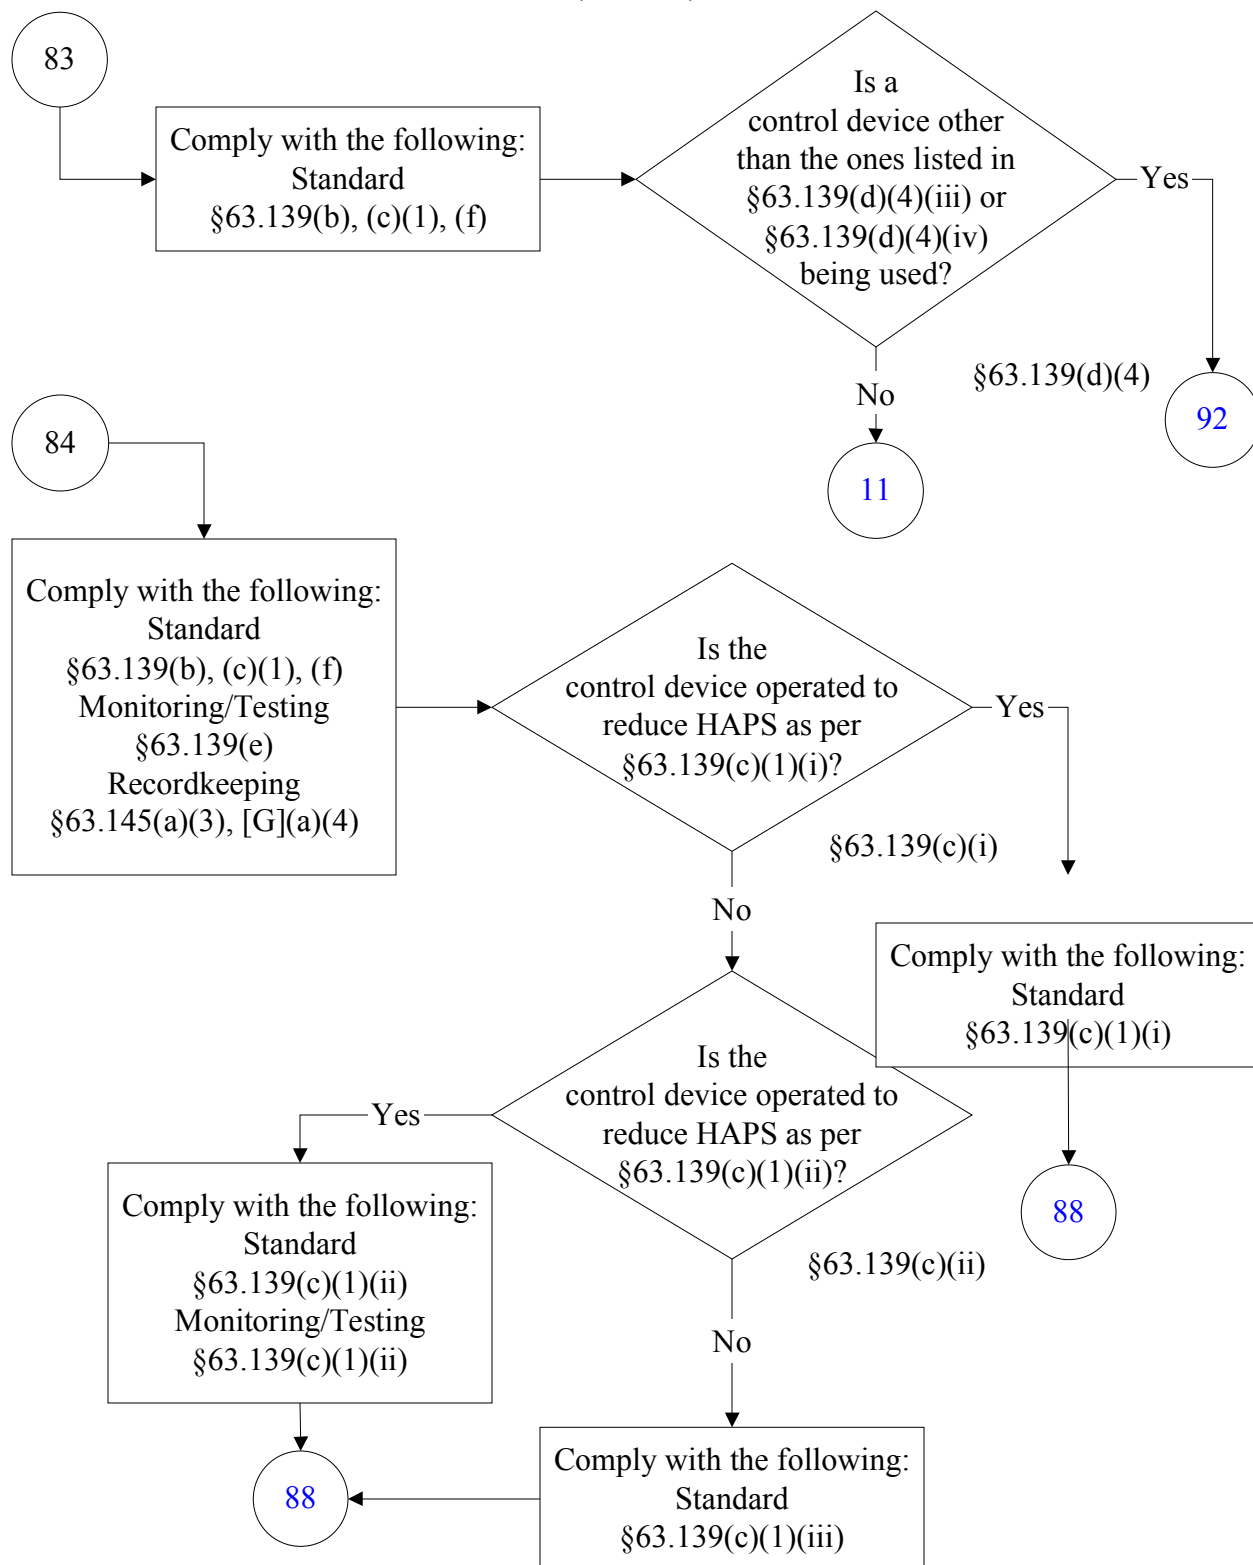 83
Comply with the following:
Standard
§63.139(b), (c)(1), (f)
Is a
control device other
than the ones listed in
§63.139(d)(4)(iii) or
§63.139(d)(4)(iv)
being used?
Yes
§63.139(d)(4)
No
92
11
84
Comply with the following:
Standard
§63.139(b), (c)(1), (f)
Monitoring/Testing
§63.139(e)
Recordkeeping
§63.145(a)(3), [G](a)(4)
Is the
control device operated to
reduce HAPS as per
§63.139(c)(1)(i)?
Yes
§63.139(c)(i)
No
Comply with the following:
Standard
§63.139(c)(1)(i)
88
Is the
control device operated to
reduce HAPS as per
§63.139(c)(1)(ii)?
Yes
§63.139(c)(ii)
No
Comply with the following:
Standard
§63.139(c)(1)(ii)
Monitoring/Testing
§63.139(c)(1)(ii)
88
Comply with the following:
Standard
§63.139(c)(1)(iii)